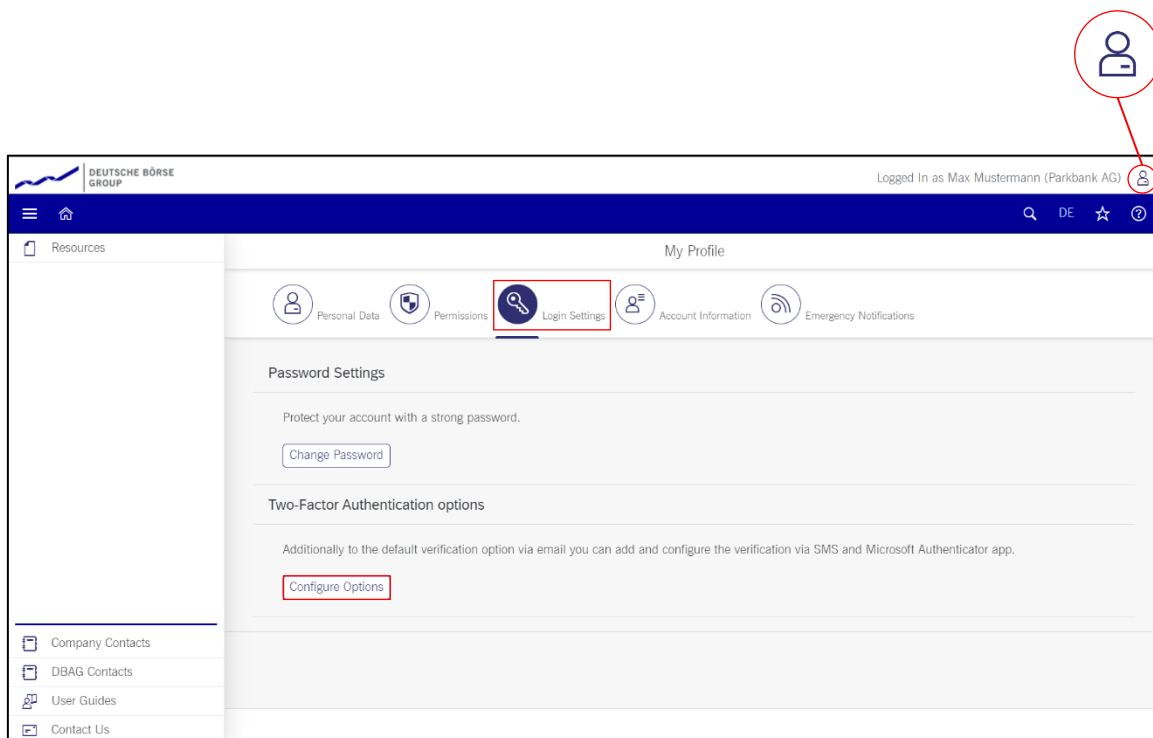 DEUTSCHE BÖRSE
GROUP
Logged In as Max Mustermann (Parkbank AG)
DE
Resources
My Profile
Personal Data
Permissions
Login Settings
Account Information
Emergency Notifications
Password Settings
Protect your account with a strong password.
Change Password
Two-Factor Authentication options
Additionally to the default verification option via email you can add and configure the verification via SMS and Microsoft Authenticator app.
Configure Options
Company Contacts
DBAG Contacts
User Guides
Contact Us